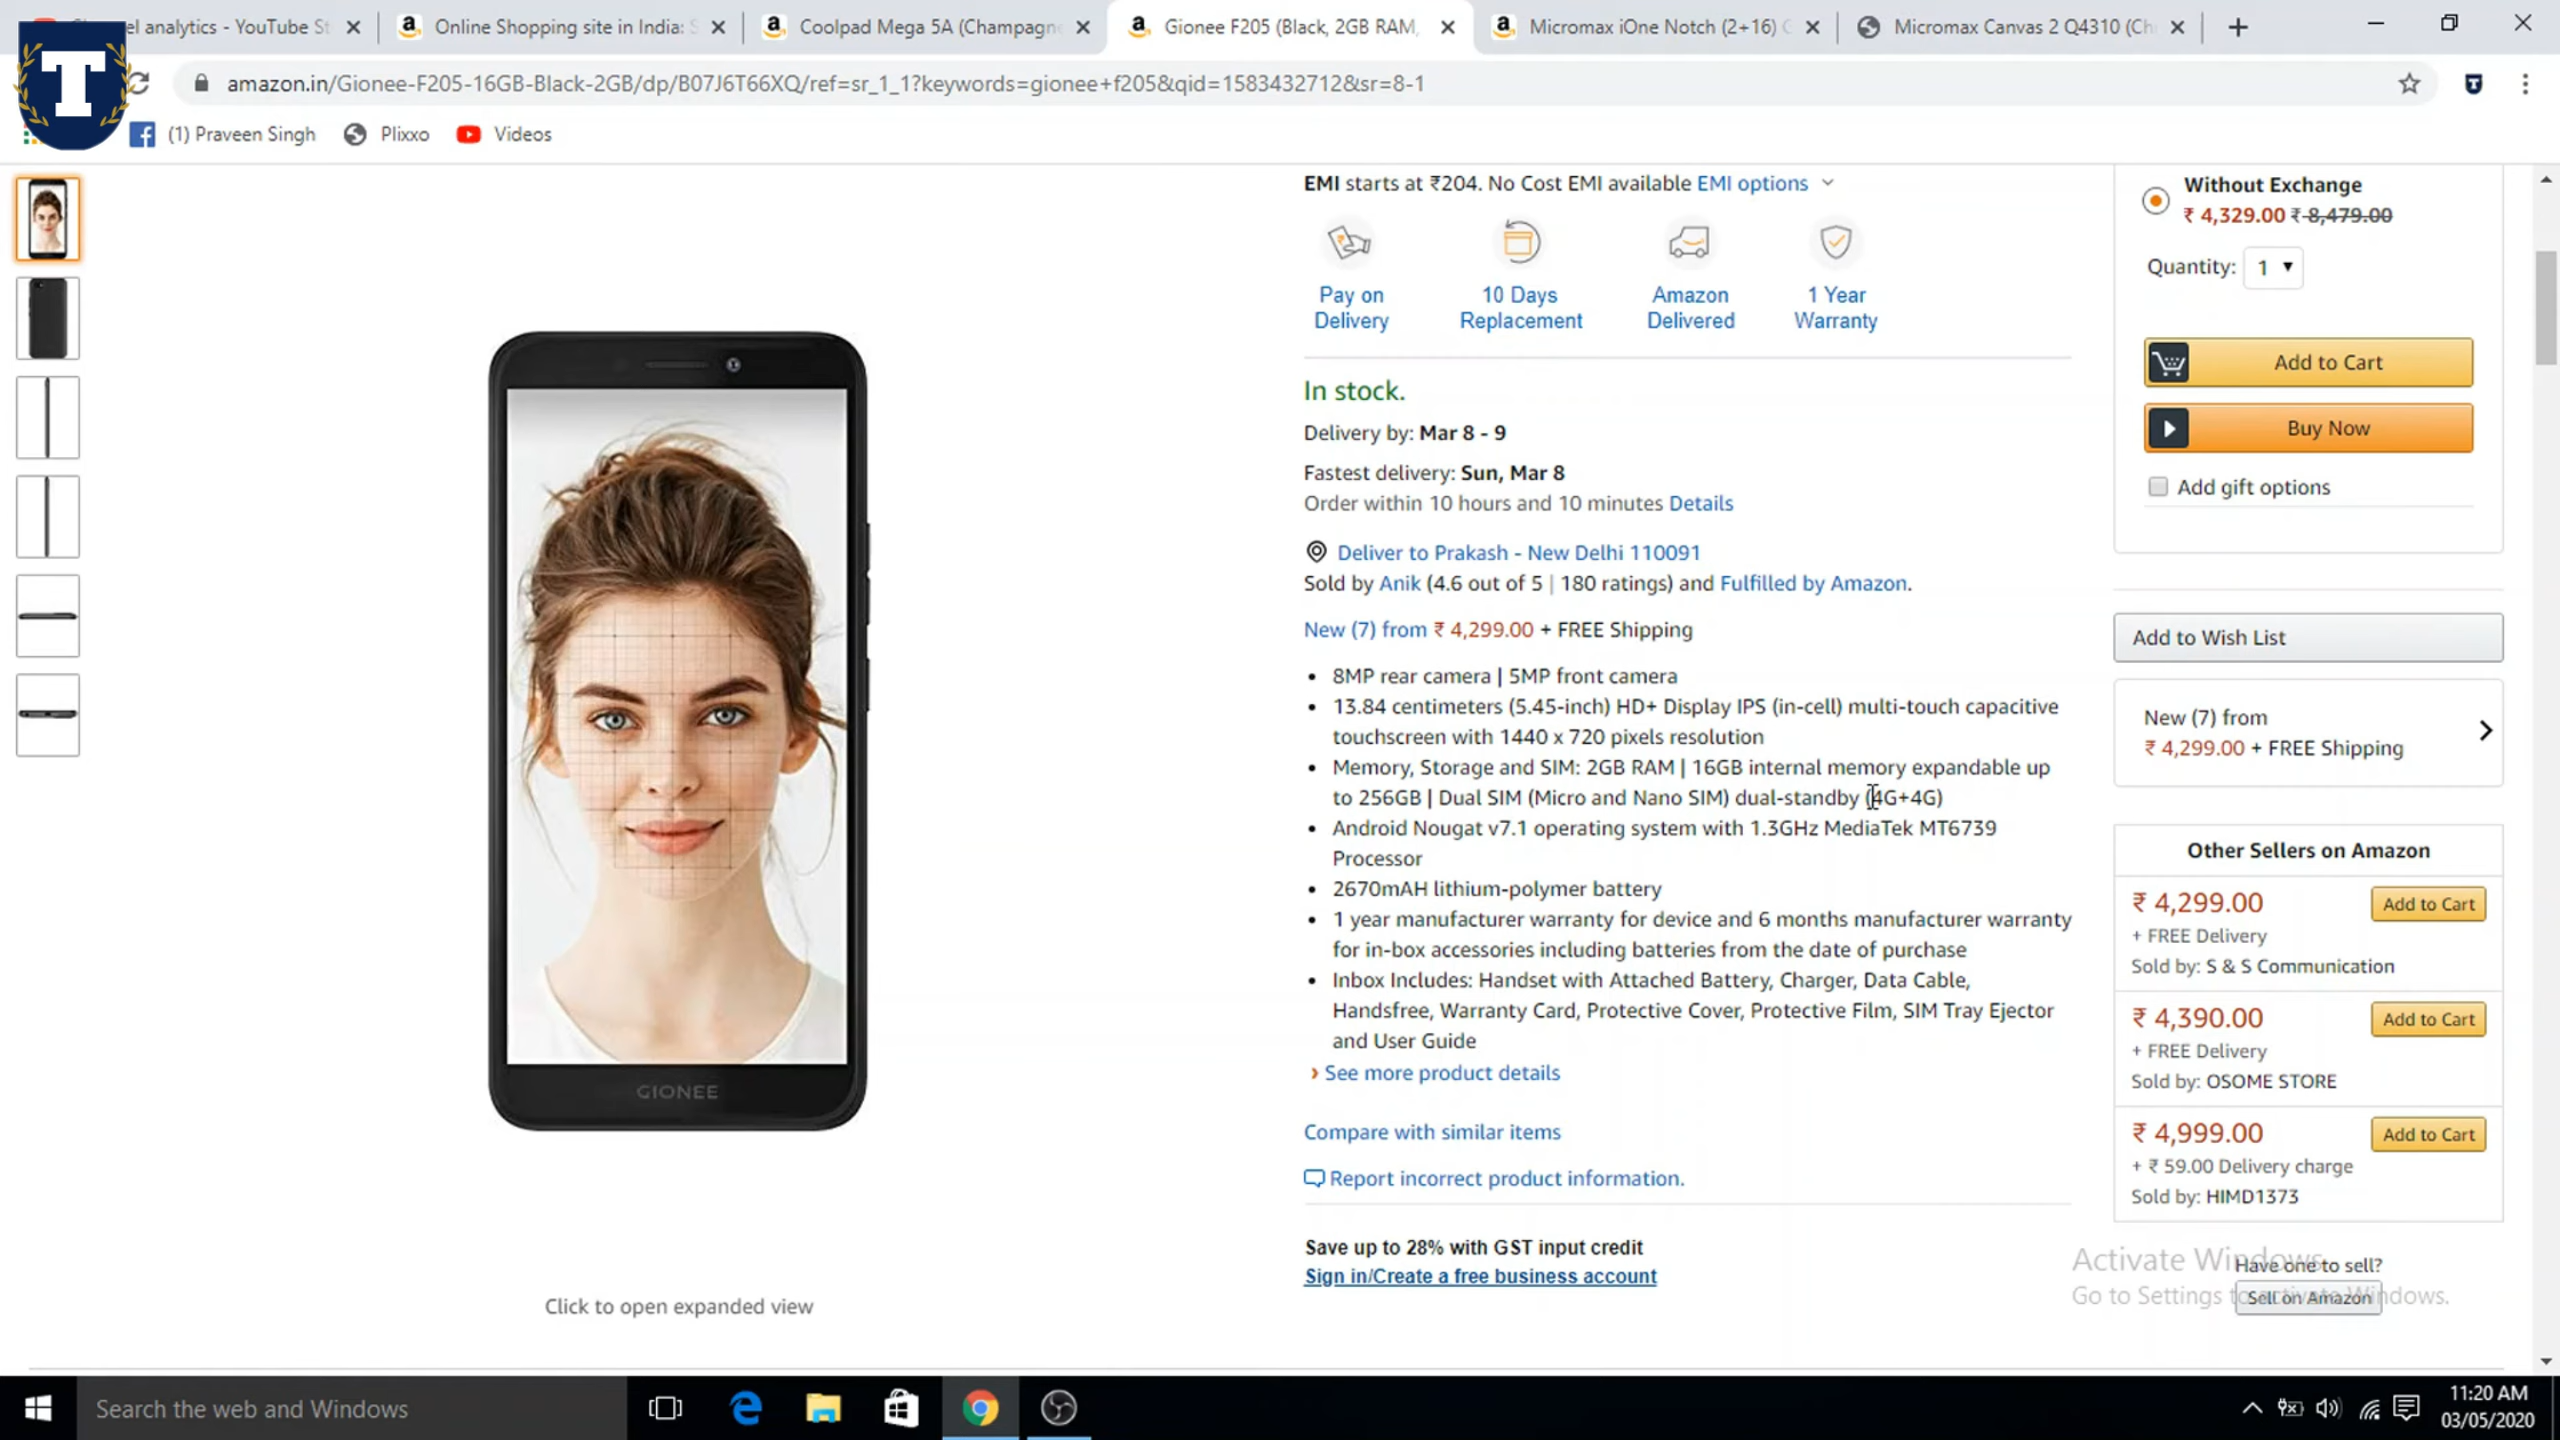 el analytics - YouTube St
Online Shopping site in India: S
Coolpad Mega 5A (Champagne
Gionee F205 (Black, 2GB RAM,
Micromax iOne Notch (2+16) G
Micromax Canvas 2 Q4310 (Ch
T
amazon.in/Gionee-F205-16GB-Black-2GB/dp/B07J6T66XQ/ref=sr_1_1?keywords=gionee+f205&qid=1583432712&sr=8-1
(1) Praveen Singh
Plixxo
Videos
EMI starts at ₹204. No Cost EMI available EMI options
Pay on
Delivery
10 Days
Replacement
Amazon
Delivered
1 Year
Warranty
In stock.
Delivery by: Mar 8 - 9
Fastest delivery: Sun, Mar 8
Order within 10 hours and 10 minutes Details
Deliver to Prakash - New Delhi 110091
Sold by Anik (4.6 out of 5 | 180 ratings) and Fulfilled by Amazon.
New (7) from ₹ 4,299.00 + FREE Shipping
• 8MP rear camera | 5MP front camera
• 13.84 centimeters (5.45-inch) HD+ Display IPS (in-cell) multi-touch capacitive
touchscreen with 1440 x 720 pixels resolution
• Memory, Storage and SIM: 2GB RAM | 16GB internal memory expandable up
to 256GB | Dual SIM (Micro and Nano SIM) dual-standby (4G+4G)
• Android Nougat v7.1 operating system with 1.3GHz MediaTek MT6739
Processor
• 2670mAH lithium-polymer battery
• 1 year manufacturer warranty for device and 6 months manufacturer warranty
for in-box accessories including batteries from the date of purchase
• Inbox Includes: Handset with Attached Battery, Charger, Data Cable,
Handsfree, Warranty Card, Protective Cover, Protective Film, SIM Tray Ejector
and User Guide
› See more product details
Compare with similar items
Report incorrect product information.
Save up to 28% with GST input credit
Sign in/Create a free business account
GIONEE
Click to open expanded view
Without Exchange
₹ 4,329.00 ₹ 8,479.00
Quantity: 1
Add to Cart
Buy Now
Add gift options
Add to Wish List
New (7) from
₹ 4,299.00 + FREE Shipping
Other Sellers on Amazon
₹ 4,299.00
Add to Cart
+ FREE Delivery
Sold by: S & S Communication
₹ 4,390.00
Add to Cart
+ FREE Delivery
Sold by: OSOME STORE
₹ 4,999.00
Add to Cart
+ ₹ 59.00 Delivery charge
Sold by: HIMD1373
Have one to sell?
Sell on Amazon
Activate Windows
Go to Settings to activate Windows.
Search the web and Windows
11:20 AM
03/05/2020